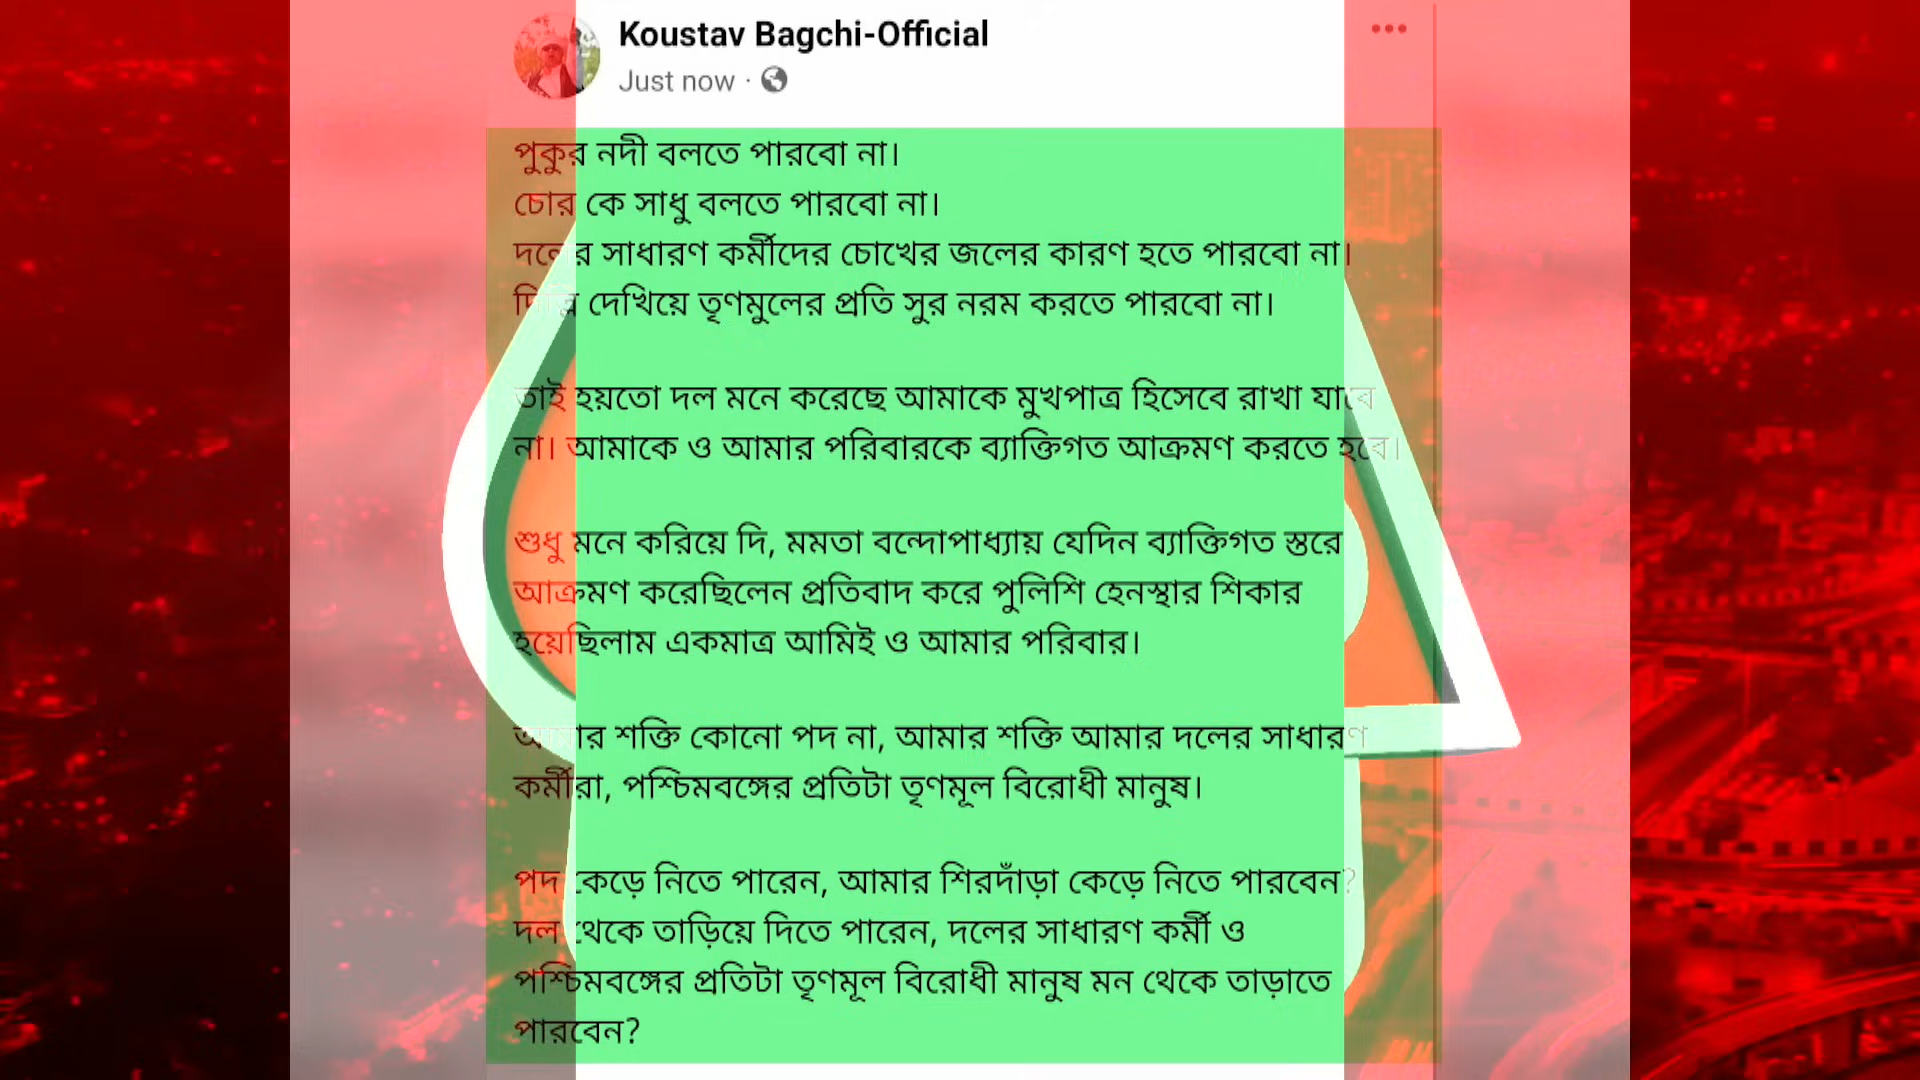 Koustav Bagchi-Official
Just now ·
পুকুর নদী বলতে পারবো না।
চোর কে সাধু বলতে পারবো না।
দলের সাধারণ কর্মীদের চোখের জলের কারণ হতে পারবো না।
দেখিয়ে তৃণমুলের প্রতি সুর নরম করতে পারবো না।
তাই হয়তো দল মনে করেছে আমাকে মুখপাত্র হিসেবে রাখা যাবে
না। আমাকে ও আমার পরিবারকে ব্যাক্তিগত আক্রমণ করতে হবে।
শুধু মনে করিয়ে দি, মমতা বন্দোপাধ্যায় যেদিন ব্যাক্তিগত স্তরে
আক্রমণ করেছিলেন প্রতিবাদ করে পুলিশি হেনস্থার শিকার
হয়েছিলাম একমাত্র আমিই ও আমার পরিবার।
আমার শক্তি কোনো পদ না, আমার শক্তি আমার দলের সাধারণ
কর্মীরা, পশ্চিমবঙ্গের প্রতিটা তৃণমূল বিরোধী মানুষ।
পদ কেড়ে নিতে পারেন, আমার শিরদাঁড়া কেড়ে নিতে পারবেন?
দল থেকে তাড়িয়ে দিতে পারেন, দলের সাধারণ কর্মী ও
পশ্চিমবঙ্গের প্রতিটা তৃণমূল বিরোধী মানুষ মন থেকে তাড়াতে
পারবেন?